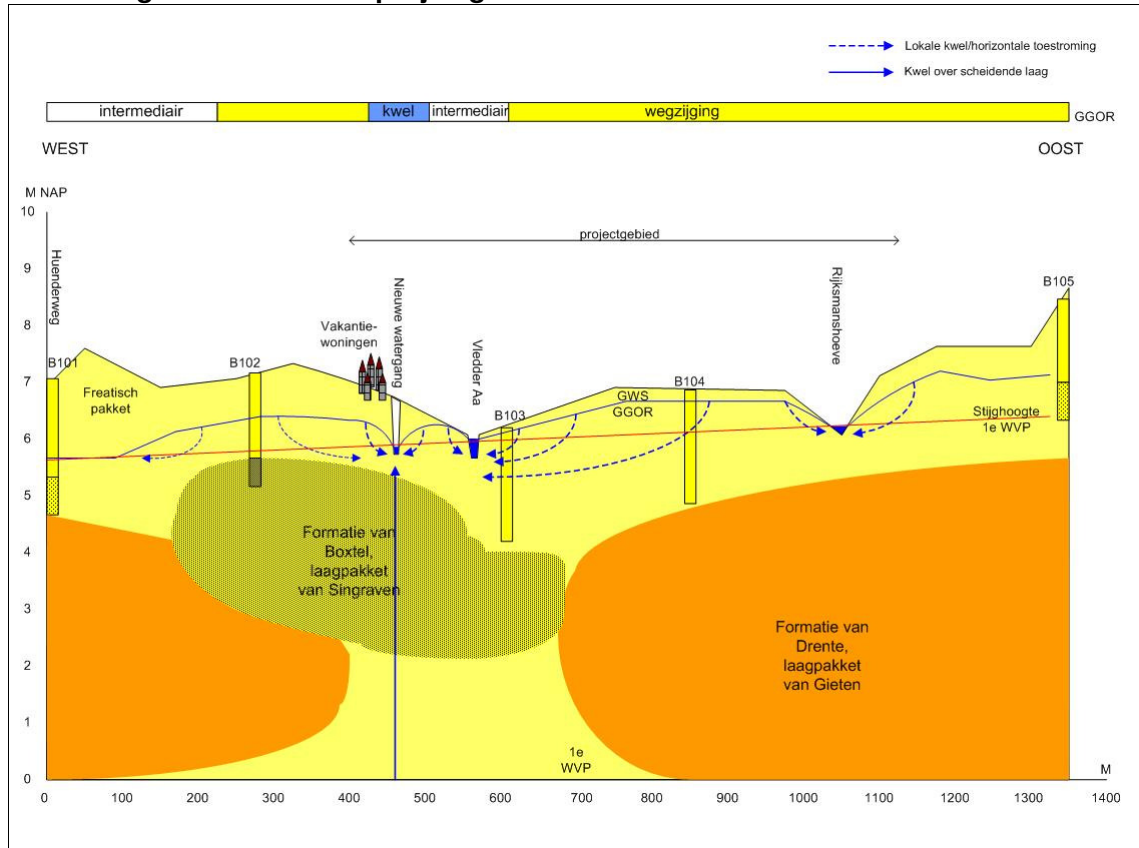 Lokale kwel/horizontale toestroming
Kwel over scheidende laag
intermediair
kwel
intermediair
wegzijging
GGOR
WEST
OOST
M NAP
10
9
8
7
6
5
4
3
2
1
0
projectgebied
Huenderweg
B101
Freatisch
pakket
B102
Vakantie-
woningen
Nieuwe watergang
Vledder Aa
B103
GWS
GGOR
B104
Rijksmanshoeve
B105
Stijghoogte
1e WVP
Formatie van
Boxtel,
laagpakket
van Singraven
Formatie van
Drente,
laagpakket
van Gieten
1e
WVP
M
0 100 200 300 400 500 600 700 800 900 1000 1100 1200 1300 1400